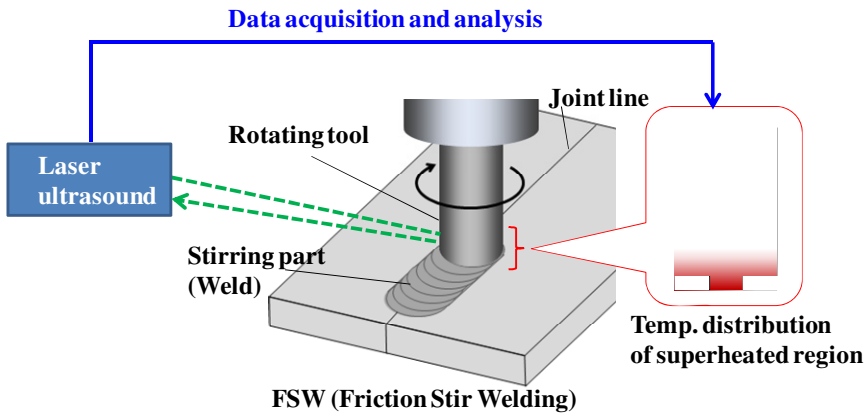 Data acquisition and analysis
Joint line
Rotating tool
Laser
ultrasound
Stirring part
(Weld)
Temp. distribution
of superheated region
FSW (Friction Stir Welding)